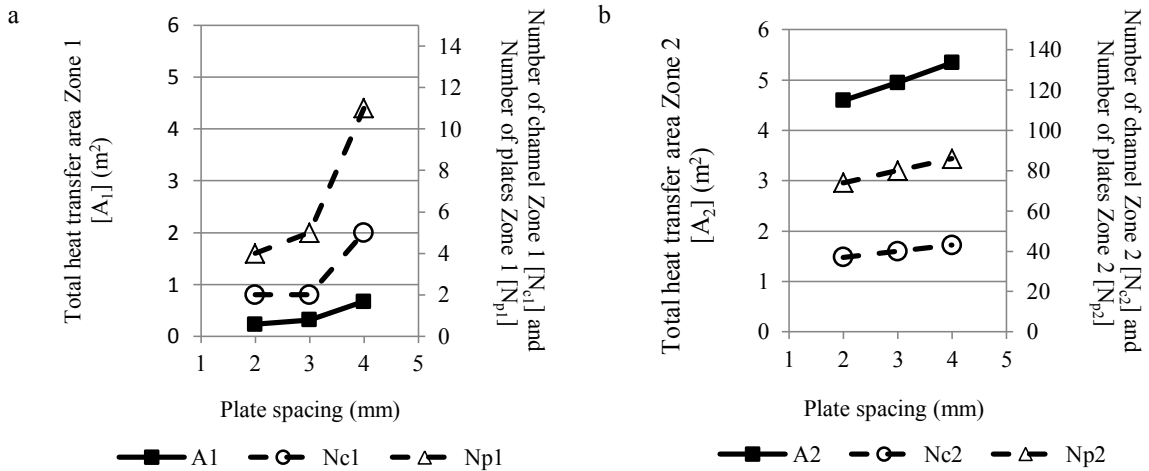 a
Total heat transfer area Zone 1
[A1] (m²)
6
5
4
3
2
1
0
14
12
10
8
6
4
2
0
Number of channel Zone 1 [Nc1] and
Number of plates Zone 1 [Np1]
1 2 3 4 5
Plate spacing (mm)
A1 Nc1 Np1
b
Total heat transfer area Zone 2
[A2] (m²)
6
5
4
3
2
1
0
140
120
100
80
60
40
20
0
Number of channel Zone 2 [Nc2] and
Number of plates Zone 2 [Np2]
1 2 3 4 5
Plate spacing (mm)
A2 Nc2 Np2